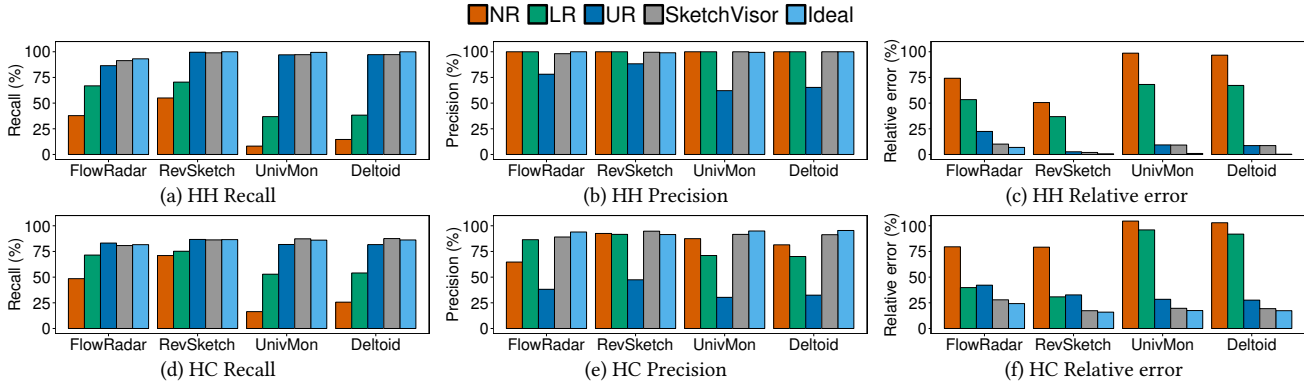 NR LR UR SketchVisor Ideal
Recall (%)
100
75
50
25
0
FlowRadar RevSketch UnivMon Deltoid
(a) HH Recall
Precision (%)
100
75
50
25
0
FlowRadar RevSketch UnivMon Deltoid
(b) HH Precision
Relative error (%)
100
75
50
25
0
FlowRadar RevSketch UnivMon Deltoid
(c) HH Relative error
Recall (%)
100
75
50
25
0
FlowRadar RevSketch UnivMon Deltoid
(d) HC Recall
Precision (%)
100
75
50
25
0
FlowRadar RevSketch UnivMon Deltoid
(e) HC Precision
Relative error (%)
100
75
50
25
0
FlowRadar RevSketch UnivMon Deltoid
(f) HC Relative error